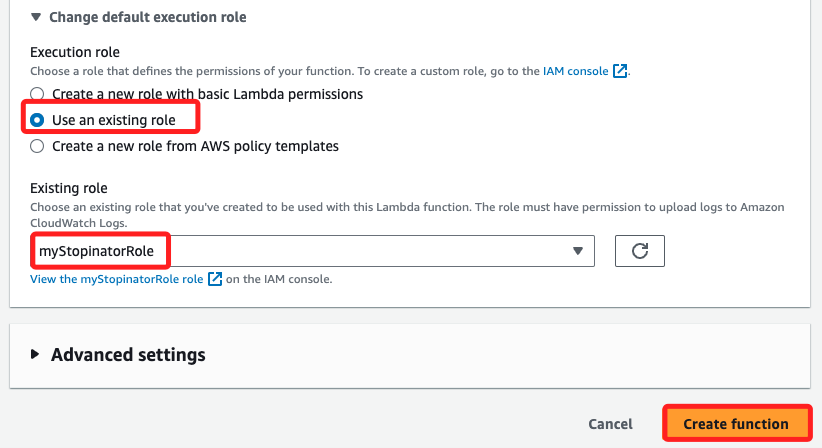 Change default execution role
Execution role
Choose a role that defines the permissions of your function. To create a custom role, go to the IAM console.
Create a new role with basic Lambda permissions
Use an existing role
Create a new role from AWS policy templates
Existing role
Choose an existing role that you've created to be used with this Lambda function. The role must have permission to upload logs to Amazon
CloudWatch Logs.
myStopinatorRole
View the myStopinatorRole role on the IAM console.
Advanced settings
Cancel
Create function